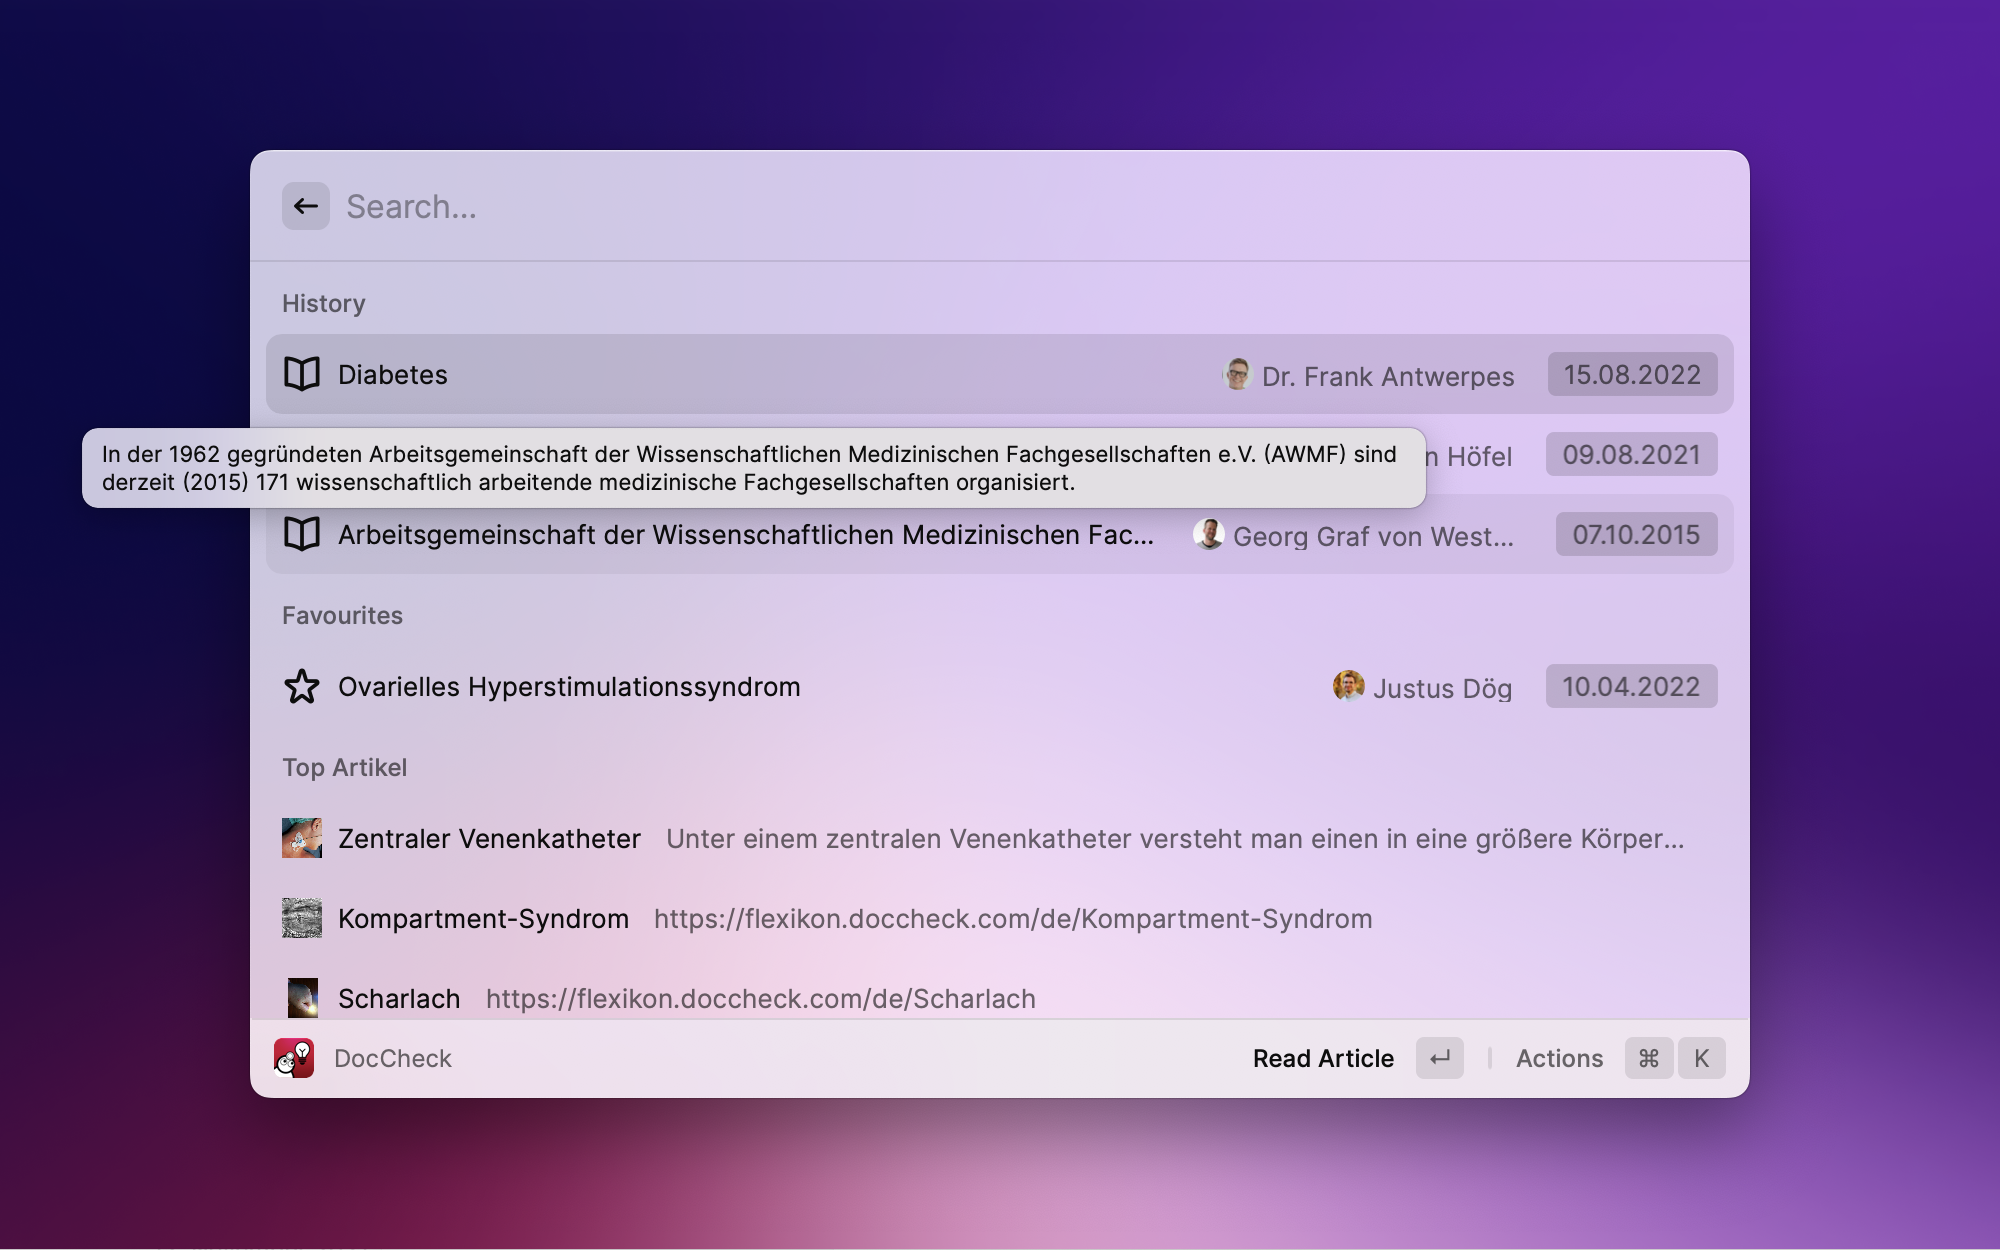 Search...
History
Diabetes
Dr. Frank Antwerpes
15.08.2022
In der 1962 gegründeten Arbeitsgemeinschaft der Wissenschaftlichen Medizinischen Fachgesellschaften e.V. (AWMF) sind
derzeit (2015) 171 wissenschaftlich arbeitende medizinische Fachgesellschaften organisiert.
n Höfel
09.08.2021
Arbeitsgemeinschaft der Wissenschaftlichen Medizinischen Fac...
Georg Graf von West...
07.10.2015
Favourites
Ovarielles Hyperstimulationssyndrom
Justus Dög
10.04.2022
Top Artikel
Zentraler Venenkatheter
Unter einem zentralen Venenkatheter versteht man einen in eine größere Körper...
Kompartment-Syndrom
https://flexikon.doccheck.com/de/Kompartment-Syndrom
Scharlach
https://flexikon.doccheck.com/de/Scharlach
DocCheck
Read Article
↵
Actions
⌘
K